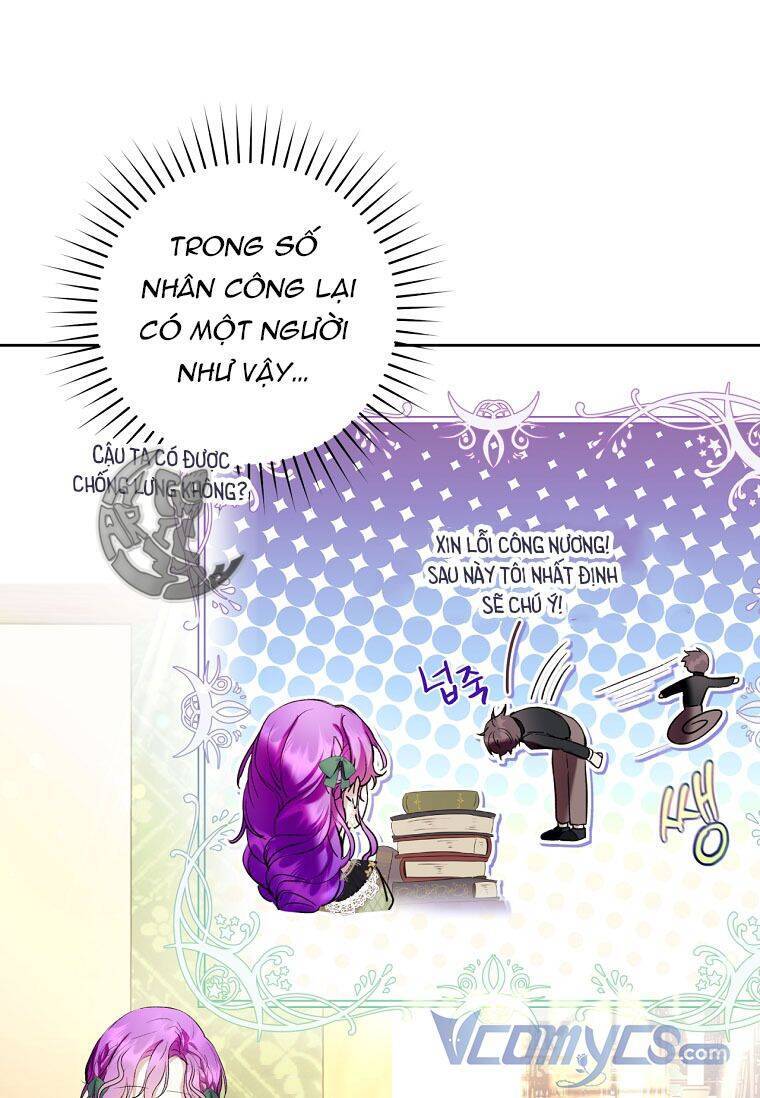 TRONG SỐ
NHÂN CÔNG LẠI
CÓ MỘT NGƯỜI
NHƯ VẬY...
CẬU TA CÓ ĐƯỢC
CHỐNG LƯNG KHÔNG?
XIN LỖI CÔNG NƯƠNG!
SAU NÀY TÔI NHẤT ĐỊNH
SẼ CHÚ Ý!
넙죽
쌩
VCOMYCS.com